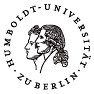 HUMBOLDT-UNIVERSITÄT
· ZU BERLIN ·